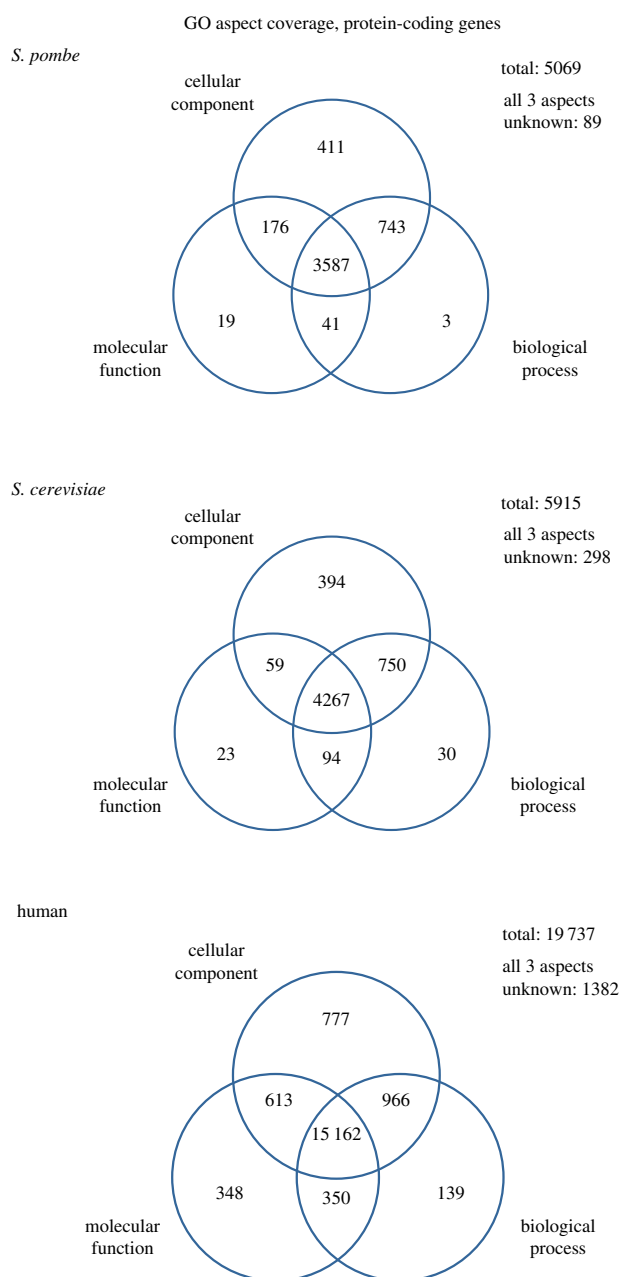 GO aspect coverage, protein-coding genes
S. pombe
total: 5069
cellular
component
all 3 aspects
unknown: 89
411
176
743
3587
19
41
3
molecular
function
biological
process
S. cerevisiae
total: 5915
cellular
component
all 3 aspects
unknown: 298
394
59
750
4267
23
94
30
molecular
function
biological
process
human
total: 19 737
cellular
component
all 3 aspects
unknown: 1382
777
613
966
15 162
348
350
139
molecular
function
biological
process